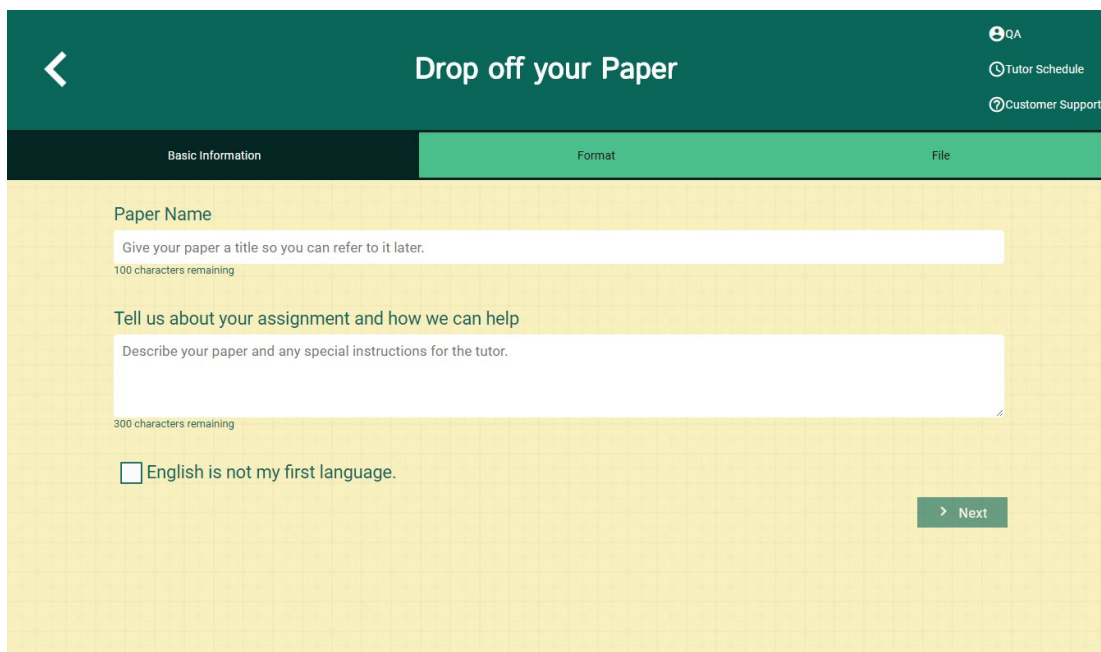 Drop off your Paper
QA
Tutor Schedule
Customer Support
Basic Information
Format
File
Paper Name
Give your paper a title so you can refer to it later.
100 characters remaining
Tell us about your assignment and how we can help
Describe your paper and any special instructions for the tutor.
300 characters remaining
English is not my first language.
Next